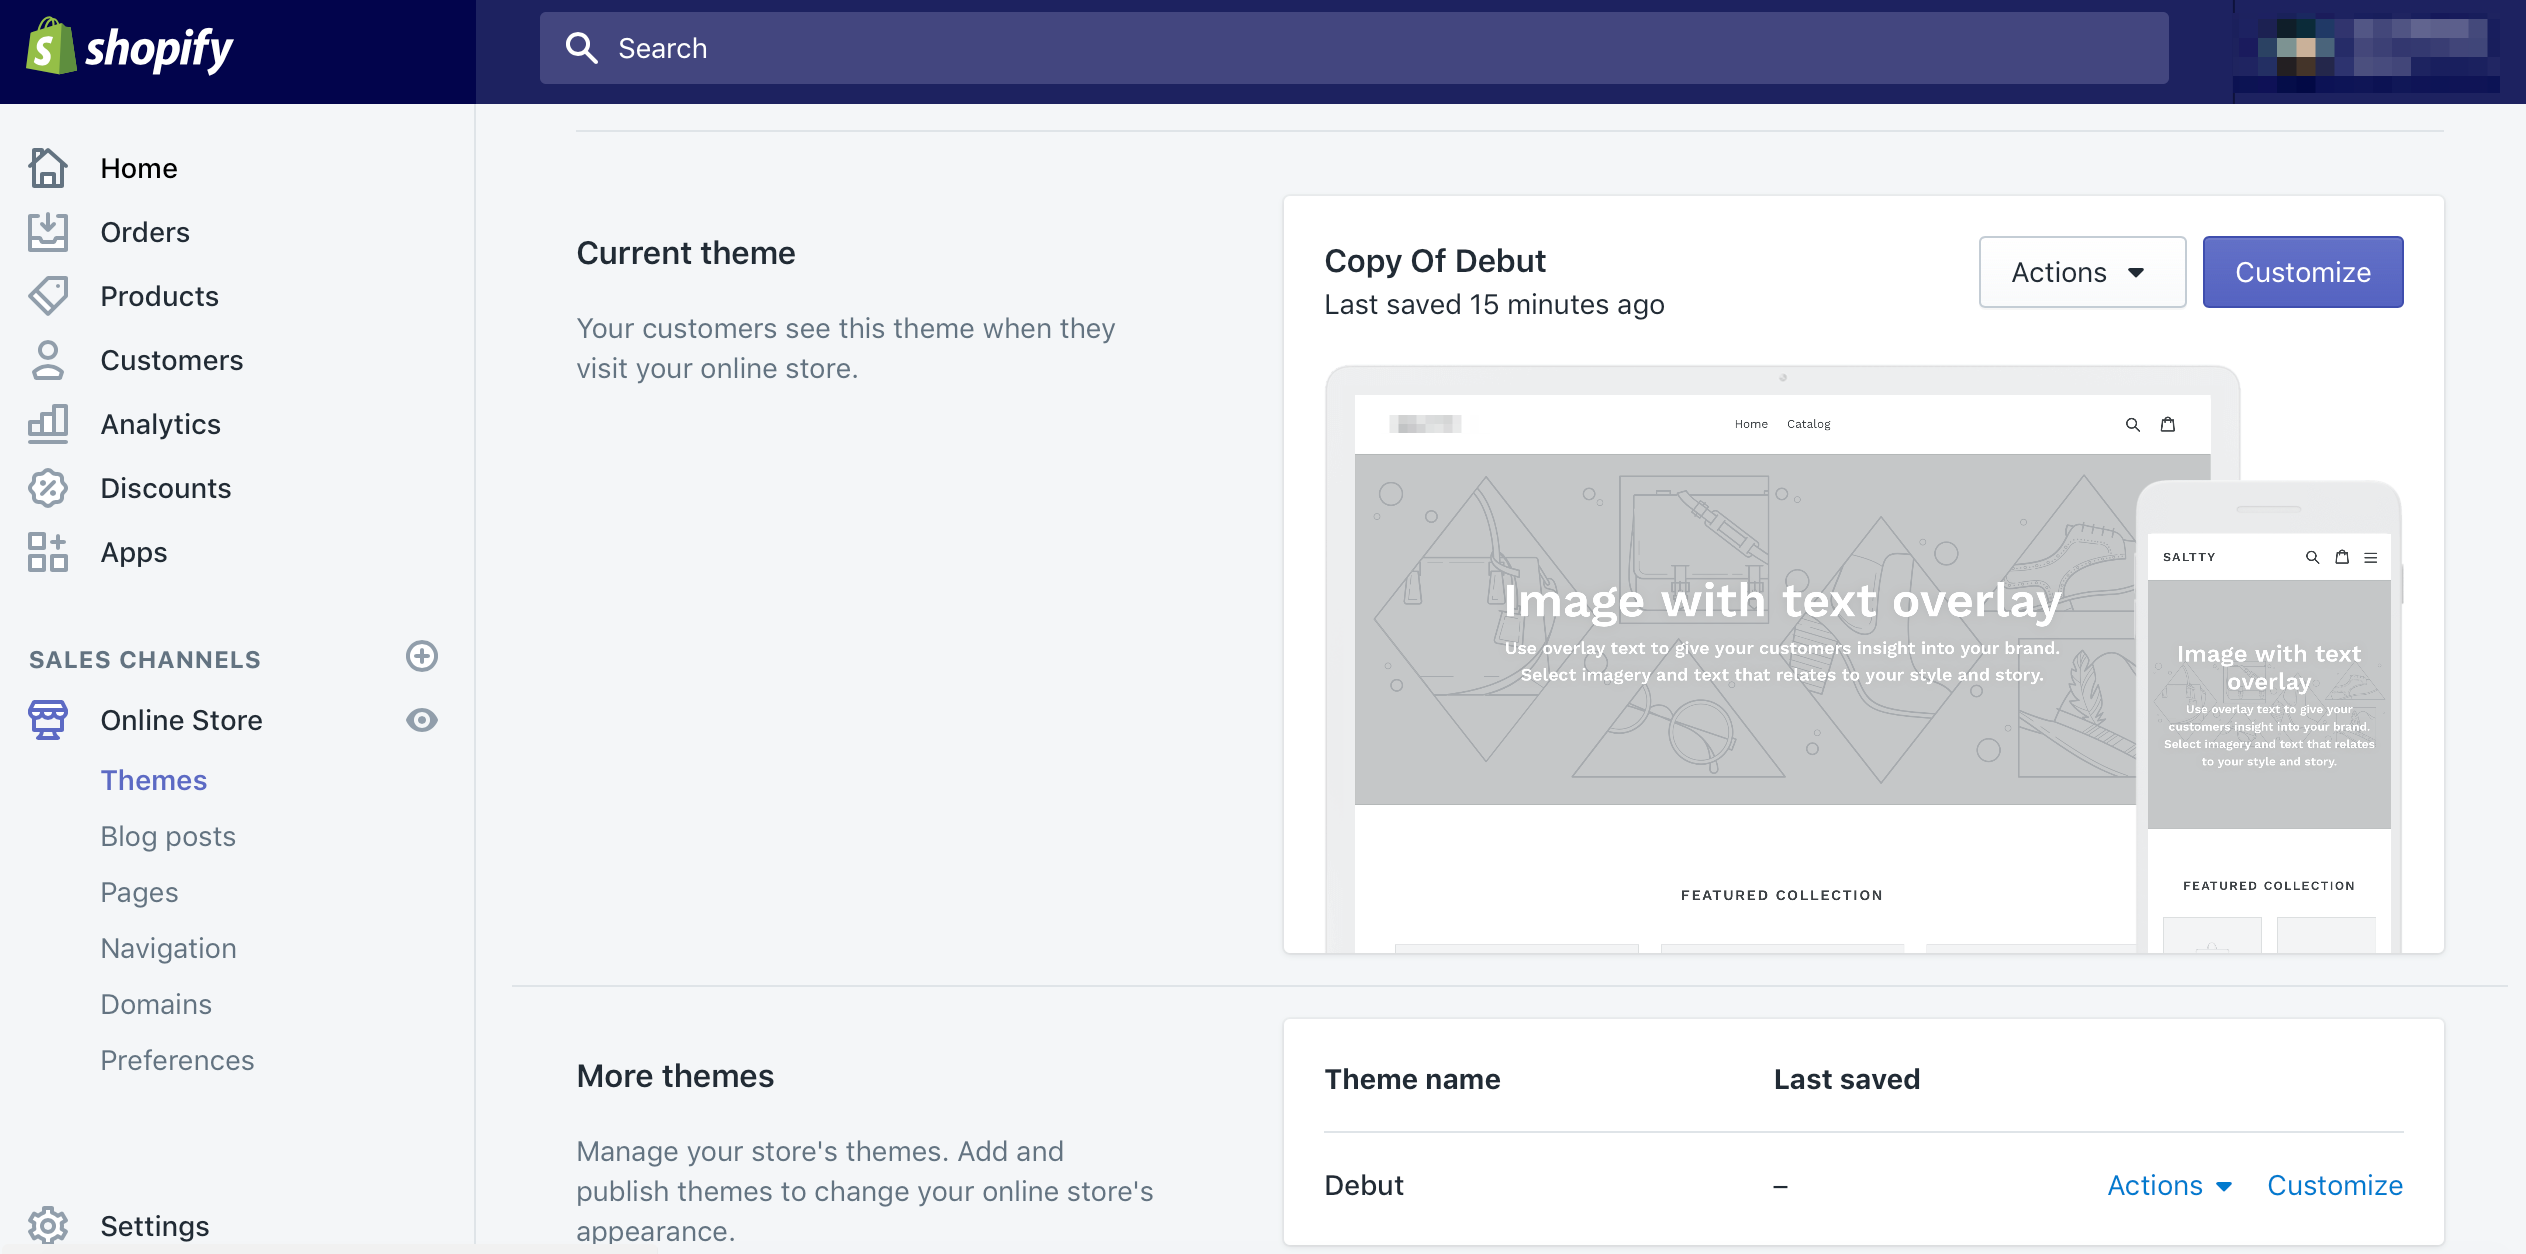 shopify
Search
Home
Orders
Products
Customers
Analytics
Discounts
Apps
SALES CHANNELS
Online Store
Themes
Blog posts
Pages
Navigation
Domains
Preferences
Settings
Current theme
Your customers see this theme when they
visit your online store.
Copy Of Debut
Last saved 15 minutes ago
Actions
Customize
Home Catalog
Image with text overlay
Use overlay text to give your customers insight into your brand.
Select imagery and text that relates to your style and story.
FEATURED COLLECTION
SALTTY
Image with text
overlay
Use overlay text to give your
customers insight into your brand.
Select imagery and text that relates
to your style and story.
FEATURED COLLECTION
More themes
Manage your store's themes. Add and
publish themes to change your online store's
appearance.
Theme name Last saved
Debut – Actions Customize